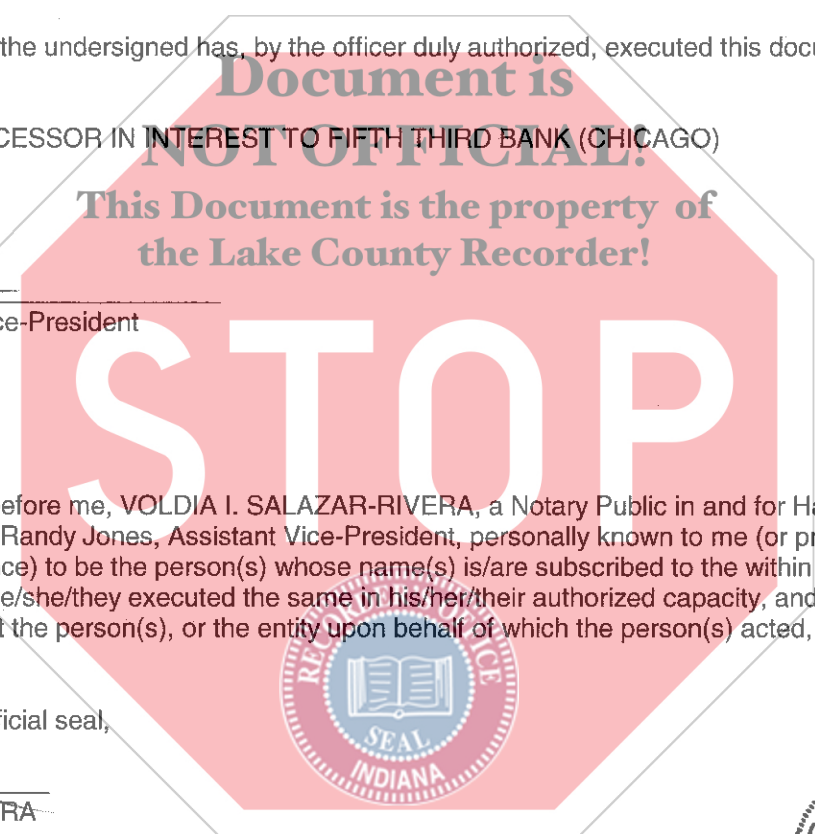 the undersigned has, by the officer duly authorized, executed this docu
Document is
CESSOR IN INTEREST TO FIFTH THIRD BANK (CHICAGO)
NOT OFFICIAL!
This Document is the property of
the Lake County Recorder!
ce-President
STOP
efore me, VOLDIA I. SALAZAR-RIVERA, a Notary Public in and for Ha
Randy Jones, Assistant Vice-President, personally known to me (or pr
ce) to be the person(s) whose name(s) is/are subscribed to the within
e/she/they executed the same in his/her/their authorized capacity, and
t the person(s), or the entity upon behalf of which the person(s) acted,
RECORDER'S OFFICE
SEAL
INDIANA
ficial seal,
RA